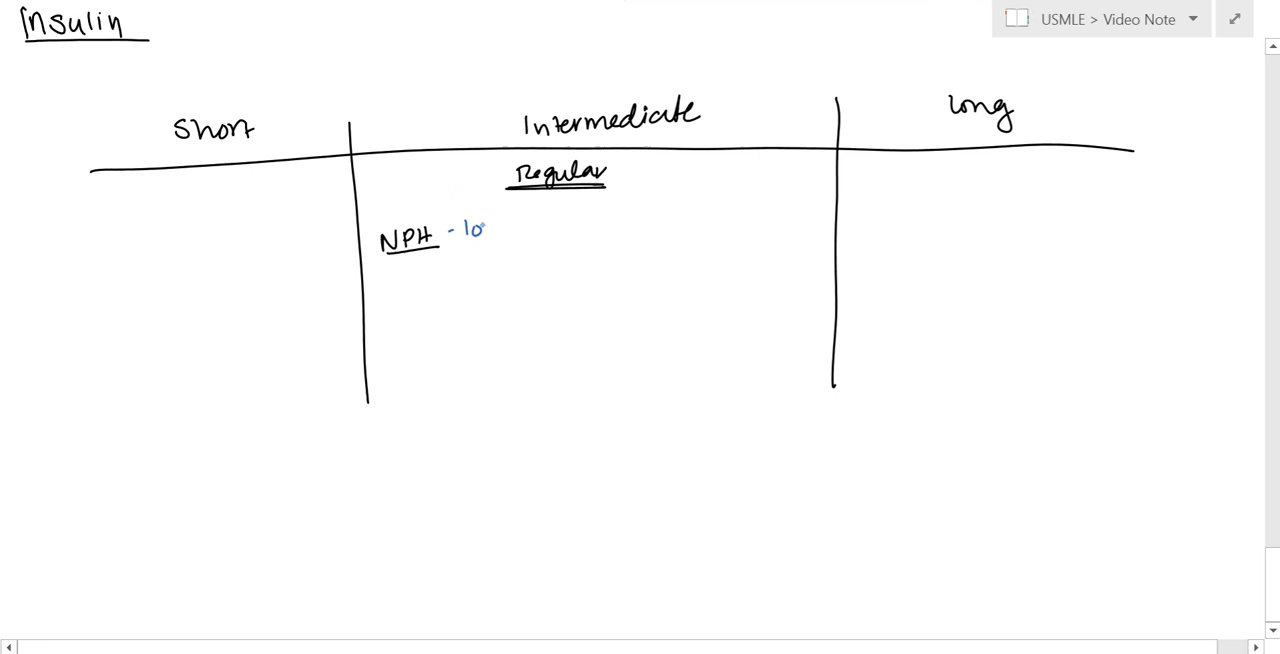 Insulin
USMLE > Video Note
Short
Intermediate
Long
Regular
NPH - 10